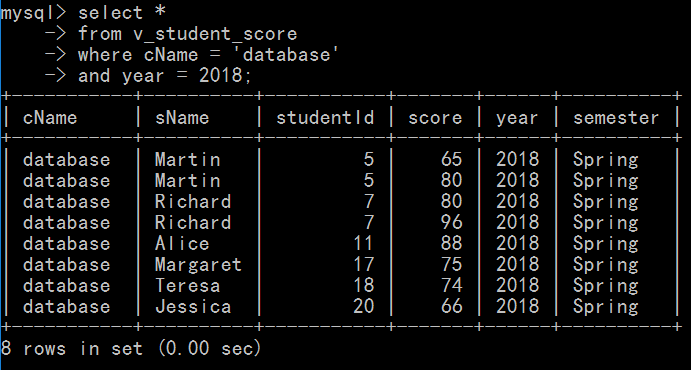 mysql> select *
    -> from v_student_score
    -> where cName = 'database'
    -> and year = 2018;
+----------+----------+-----------+-------+------+----------+
| cName    | sName    | studentId | score | year | semester |
+----------+----------+-----------+-------+------+----------+
| database | Martin   |         5 |    65 | 2018 | Spring   |
| database | Martin   |         5 |    80 | 2018 | Spring   |
| database | Richard  |         7 |    80 | 2018 | Spring   |
| database | Richard  |         7 |    96 | 2018 | Spring   |
| database | Alice    |        11 |    88 | 2018 | Spring   |
| database | Margaret |        17 |    75 | 2018 | Spring   |
| database | Teresa   |        18 |    74 | 2018 | Spring   |
| database | Jessica  |        20 |    66 | 2018 | Spring   |
+----------+----------+-----------+-------+------+----------+
8 rows in set (0.00 sec)